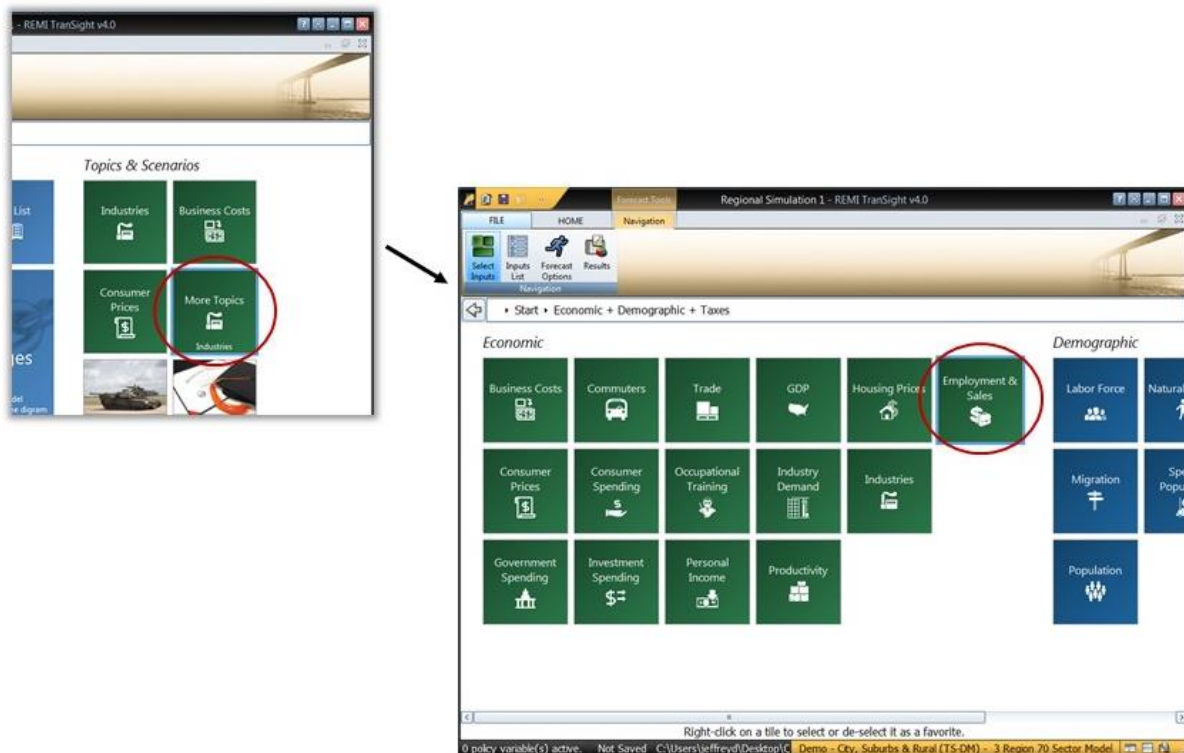 - REMI TranSight v4.0
Topics & Scenarios
List
Industries
Business Costs
Consumer
Prices
More Topics
Industries
Regional Simulation 1 - REMI TranSight v4.0
Forecast Tools
FILE
HOME
Navigation
Select
Inputs
Inputs
List
Forecast
Options
Results
Navigation
Start
Economic + Demographic + Taxes
Economic
Demographic
Business Costs
Commuters
Trade
GDP
Housing Prices
Employment &
Sales
Labor Force
Consumer
Prices
Consumer
Spending
Occupational
Training
Industry
Demand
Industries
Migration
Government
Spending
Investment
Spending
Personal
Income
Productivity
Population
Right-click on a tile to select or de-select it as a favorite.
0 policy variable(s) active.
Not Saved
C:\Users\jeffreyd\Desktop\C
Demo - City, Suburbs & Rural (TS-DM) - 3 Region 70 Sector Model